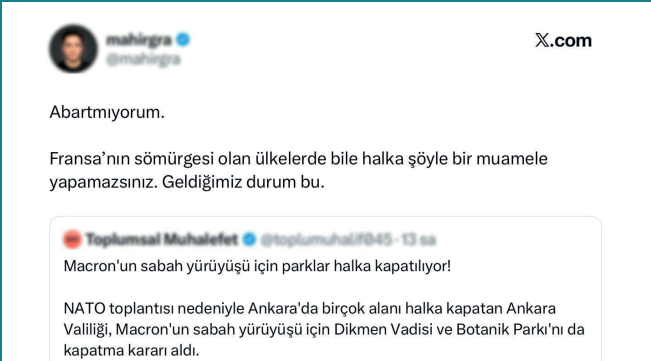 mahirgra
@mahirgra
X.com
Abartmıyorum.
Fransa’nın sömürgesi olan ülkelerde bile halka şöyle bir muamele
yapamazsınız. Geldiğimiz durum bu.
Toplumsal Muhalefet @toplumuhalif045 · 13 sa
Macron'un sabah yürüyüşü için parklar halka kapatılıyor!
NATO toplantısı nedeniyle Ankara'da birçok alanı halka kapatan Ankara
Valiliği, Macron'un sabah yürüyüşü için Dikmen Vadisi ve Botanik Parkı'nı da
kapatma kararı aldı.